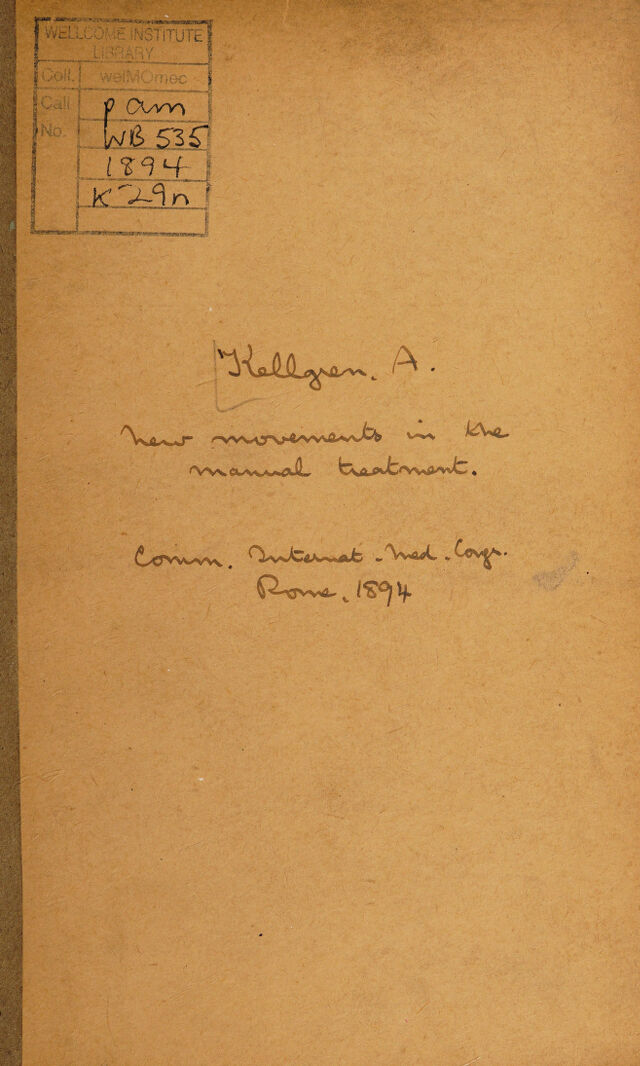 WELLCOME INSTITUTE
LIBRARY
Coll. welMOmec
Call pam
No. WB 535
1894
K29n
Kellgren. A.
New movements in the
manual treatment.
Comm. Internat. Med. Congr.
Rome. 1894